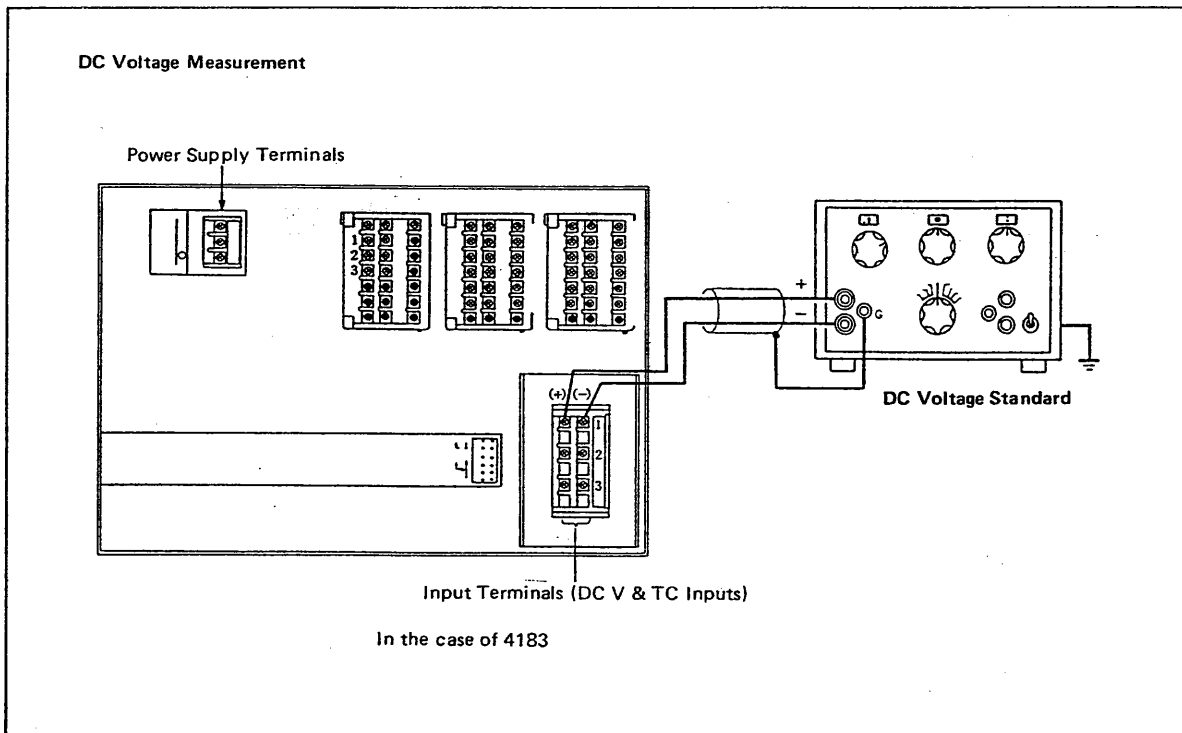 DC Voltage Measurement
Power Supply Terminals
1
2
3
+
−
G
DC Voltage Standard
(+) (−)
1
2
3
Input Terminals (DC V & TC Inputs)
In the case of 4183